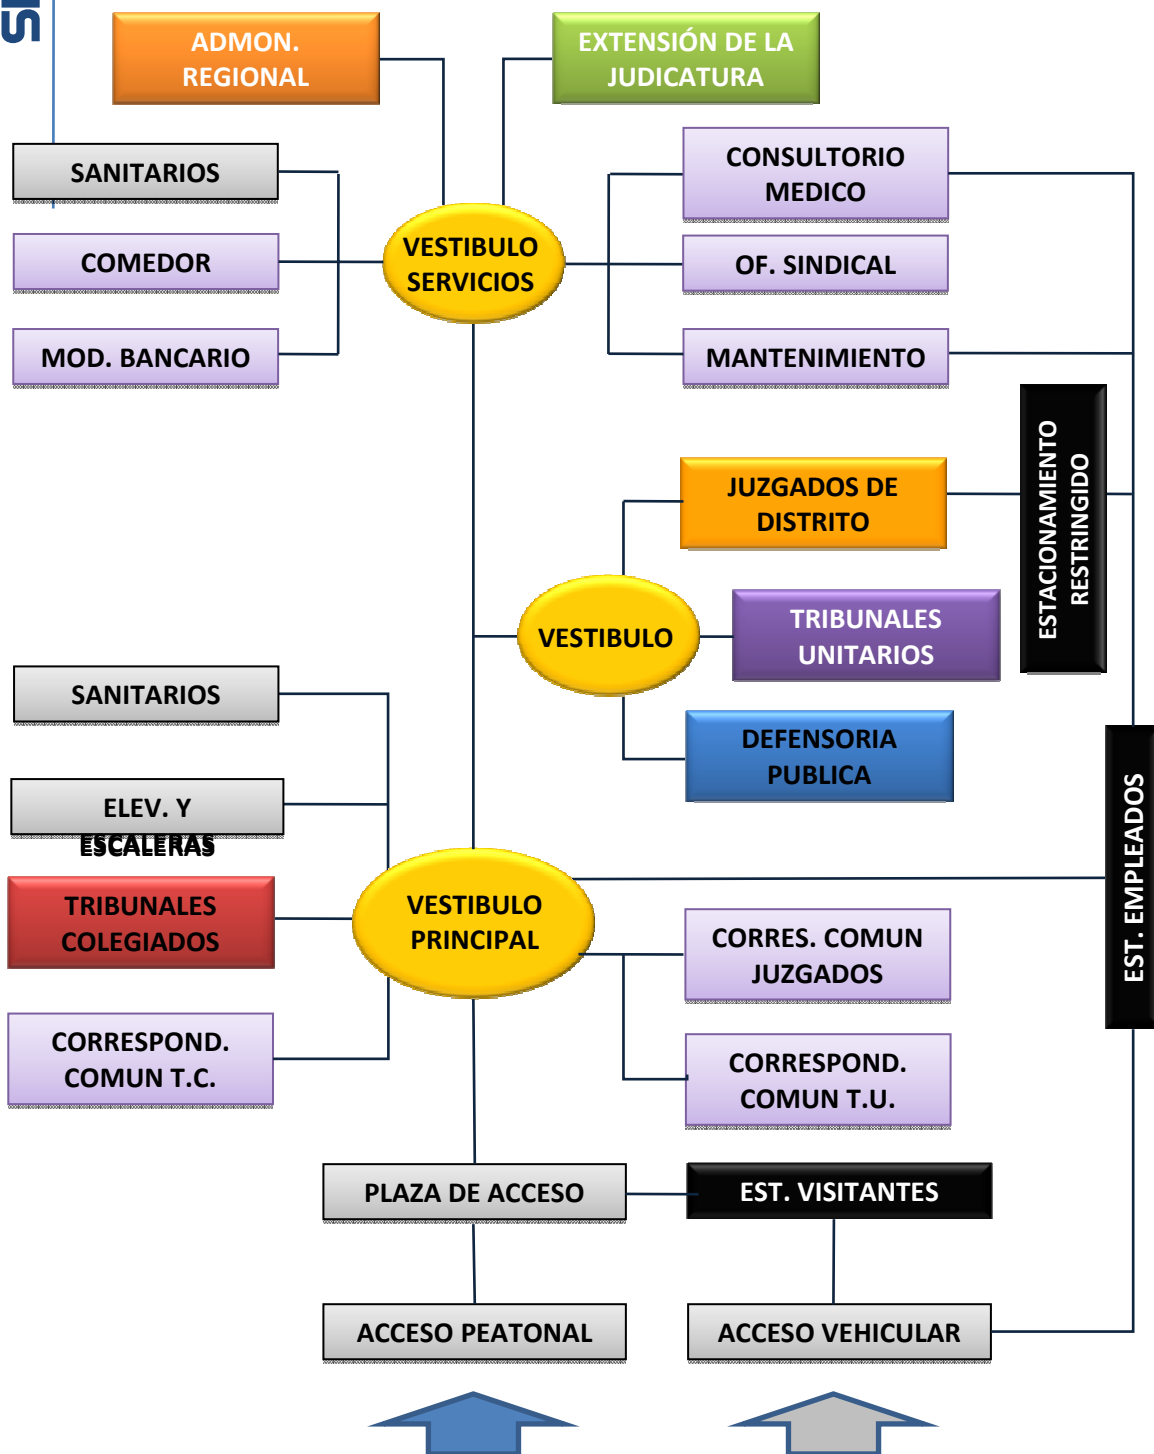 ADMON.
REGIONAL
EXTENSIÓN DE LA
JUDICATURA
SANITARIOS
CONSULTORIO
MEDICO
COMEDOR
VESTIBULO
SERVICIOS
OF. SINDICAL
MOD. BANCARIO
MANTENIMIENTO
ESTACIONAMIENTO
RESTRINGIDO
JUZGADOS DE
DISTRITO
VESTIBULO
TRIBUNALES
UNITARIOS
SANITARIOS
DEFENSORIA
PUBLICA
ELEV. Y
ESCALERAS
EST. EMPLEADOS
TRIBUNALES
COLEGIADOS
VESTIBULO
PRINCIPAL
CORRES. COMUN
JUZGADOS
CORRESPOND.
COMUN T.C.
CORRESPOND.
COMUN T.U.
PLAZA DE ACCESO
EST. VISITANTES
ACCESO PEATONAL
ACCESO VEHICULAR